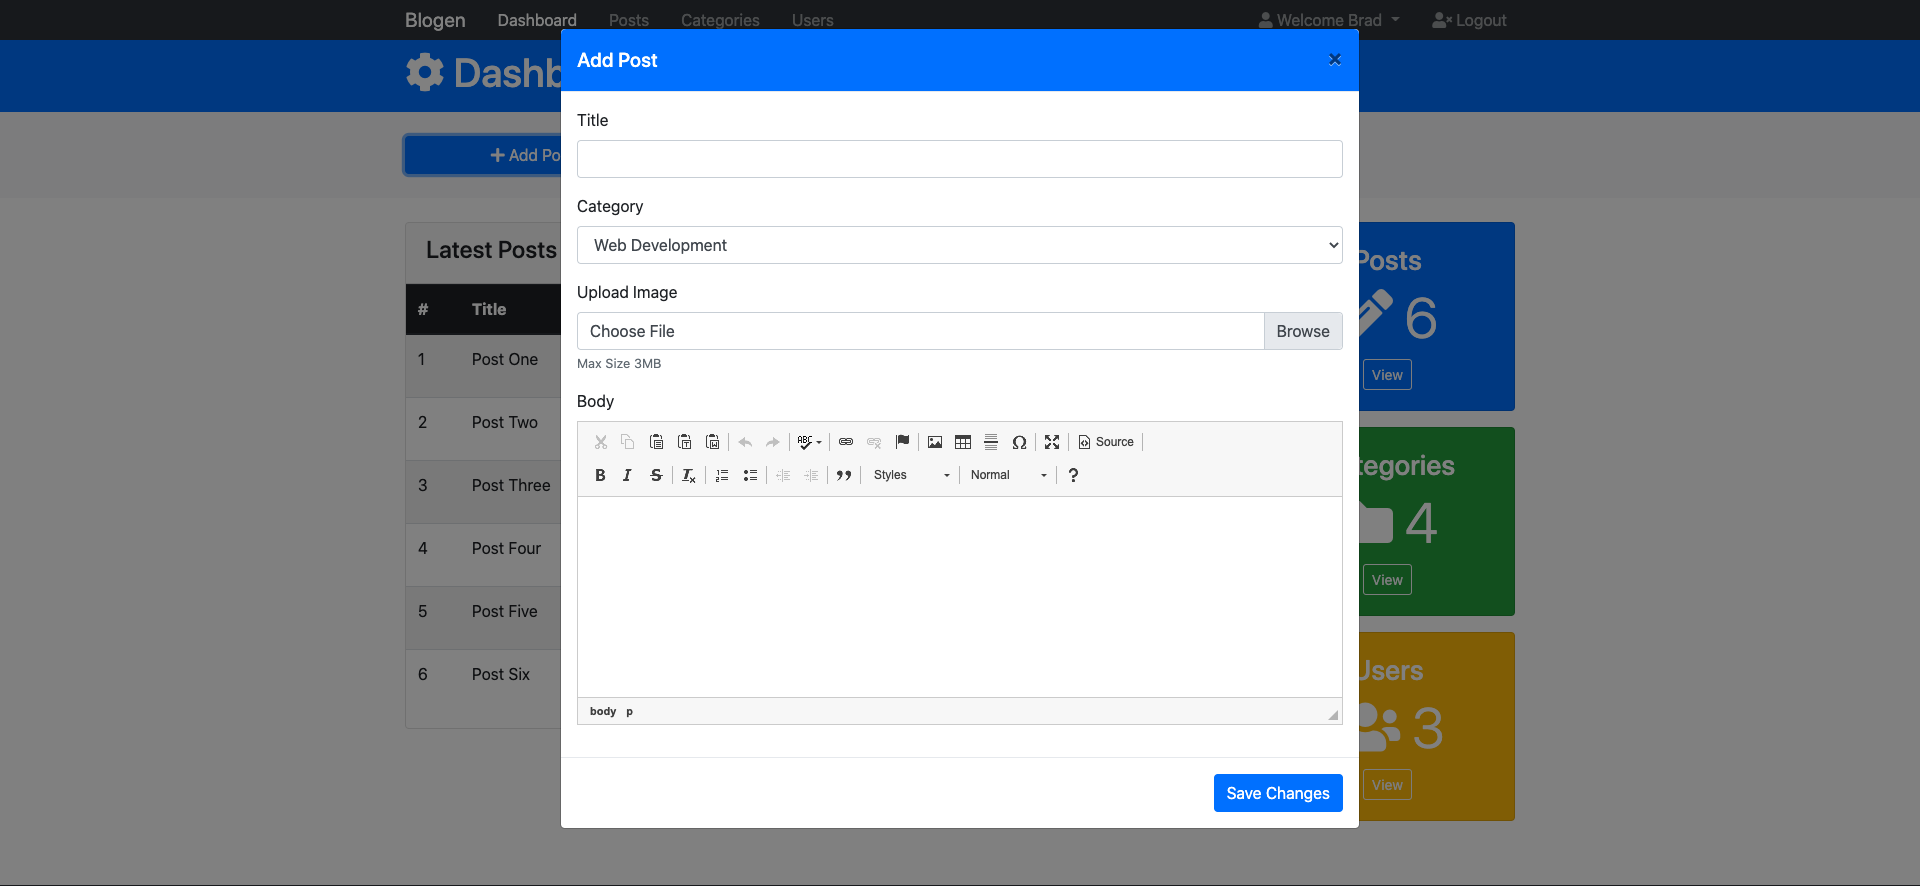 Blogen Dashboard Posts Categories Users Welcome Brad Logout
Add Post ×
Dashb
Title
Add Po
Category
Web Development
Latest Posts
Posts
Upload Image
# Title
6
Choose File Browse
1 Post One
Max Size 3MB
View
Body
2 Post Two
ABC Source
tegories
B I S Tx Styles Normal ?
3 Post Three
4
4 Post Four
View
5 Post Five
Users
6 Post Six
body p
3
View
Save Changes